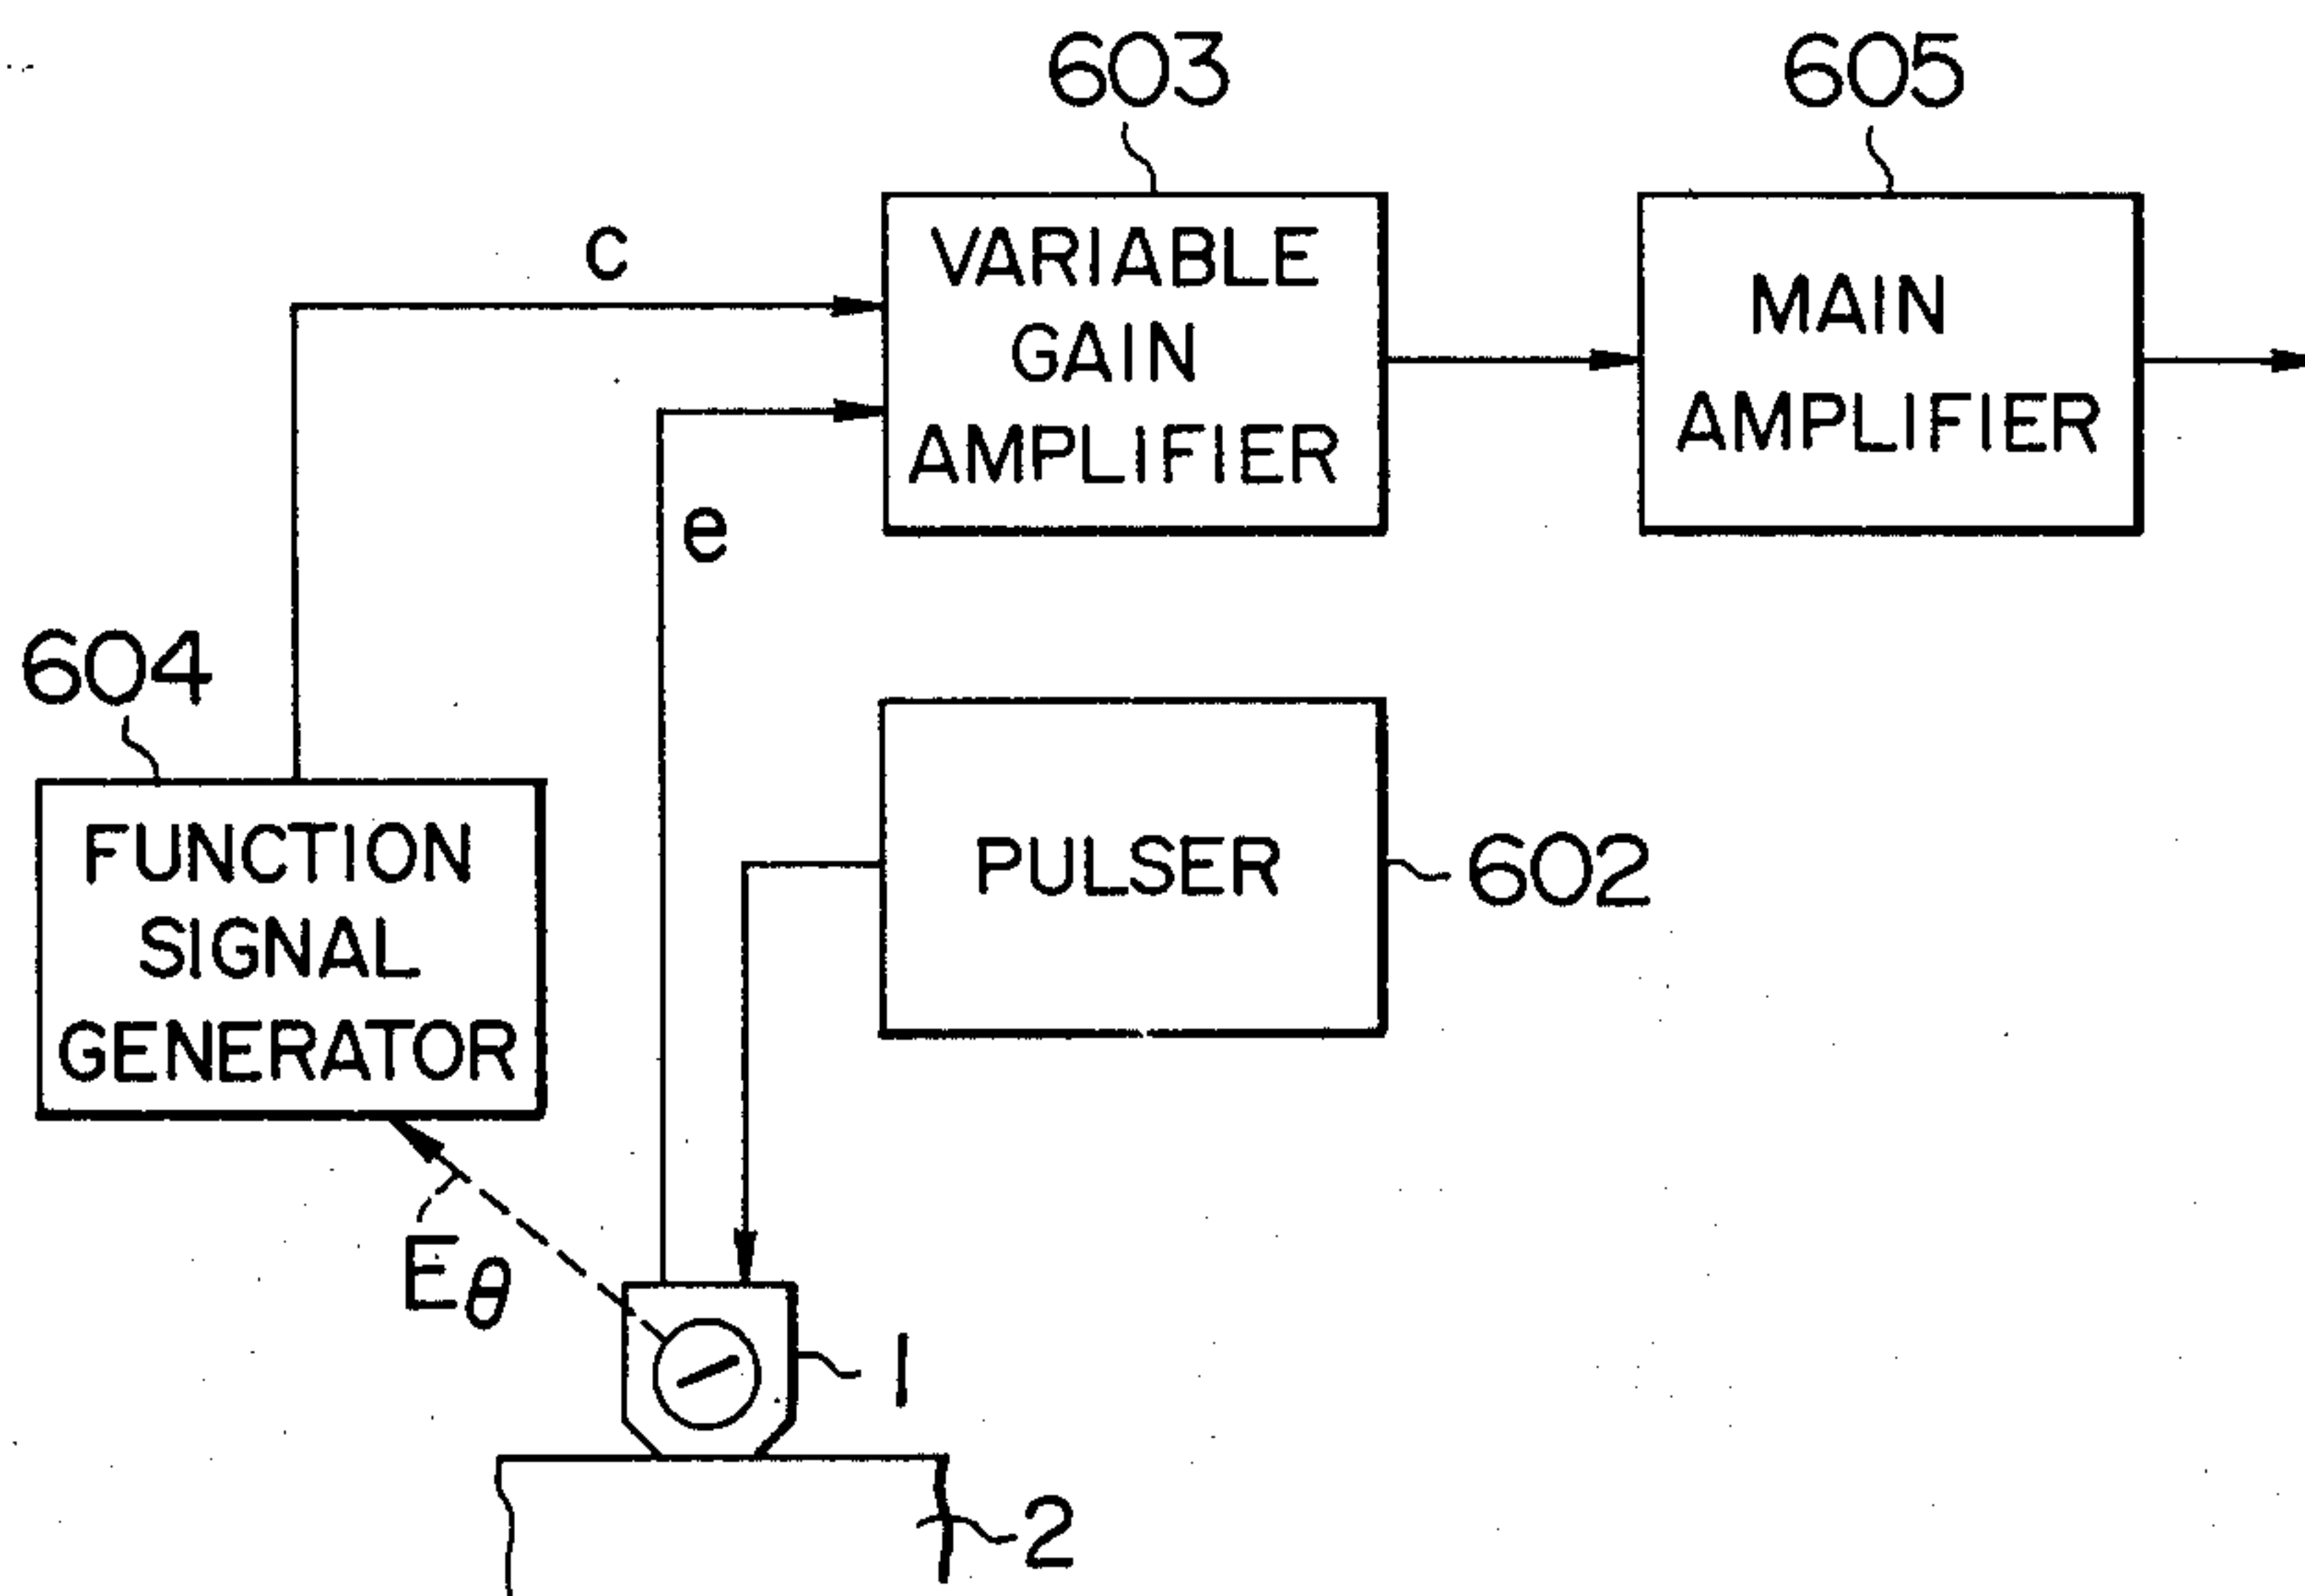 603
605
C
VARIABLE
GAIN
AMPLIFIER
MAIN
AMPLIFIER
e
604
FUNCTION
SIGNAL
GENERATOR
PULSER
602
Eθ
1
2